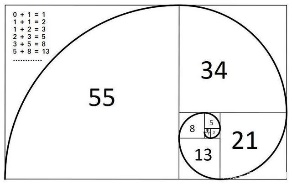 0 + 1 = 1
1 + 1 = 2
1 + 2 = 3
2 + 3 = 5
3 + 5 = 8
5 + 8 = 13
..............
55
34
8
5
21
13